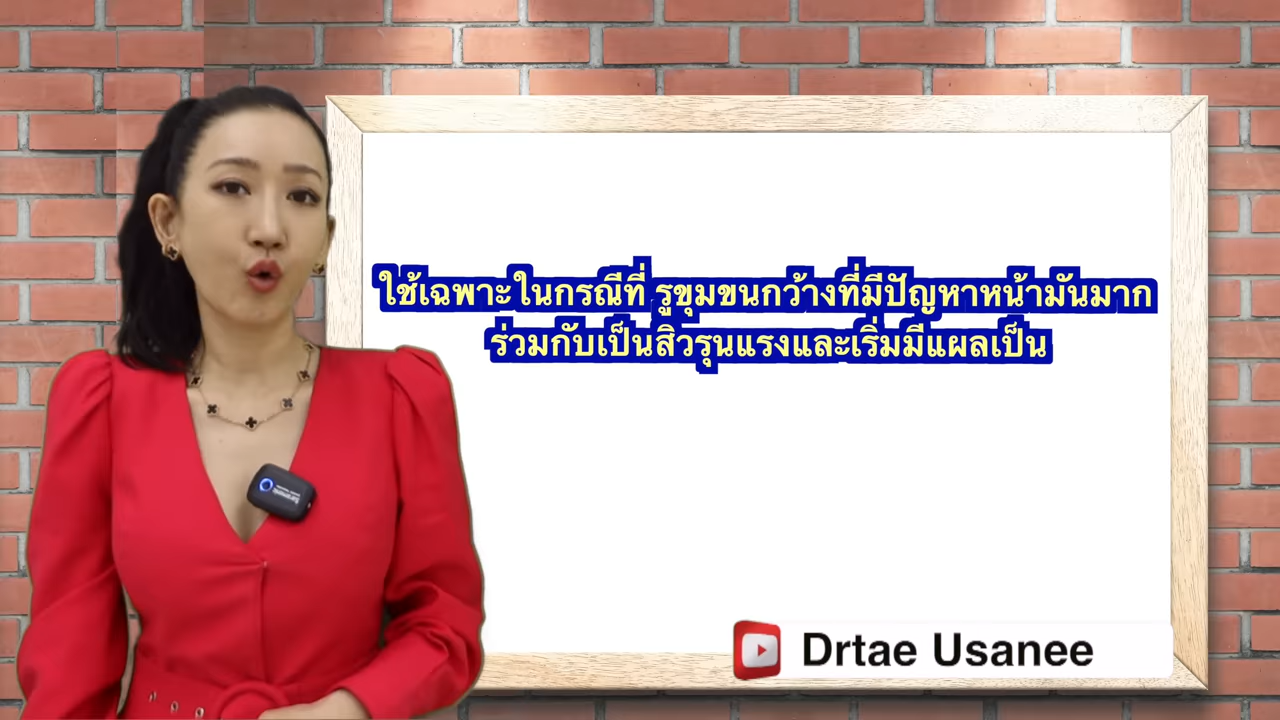 ใช้เฉพาะในกรณีที่ รูขุมขนกว้างที่มีปัญหาหน้ามันมาก
ร่วมกับเป็นสิวรุนแรงและเริ่มมีแผลเป็น
Drtae Usanee